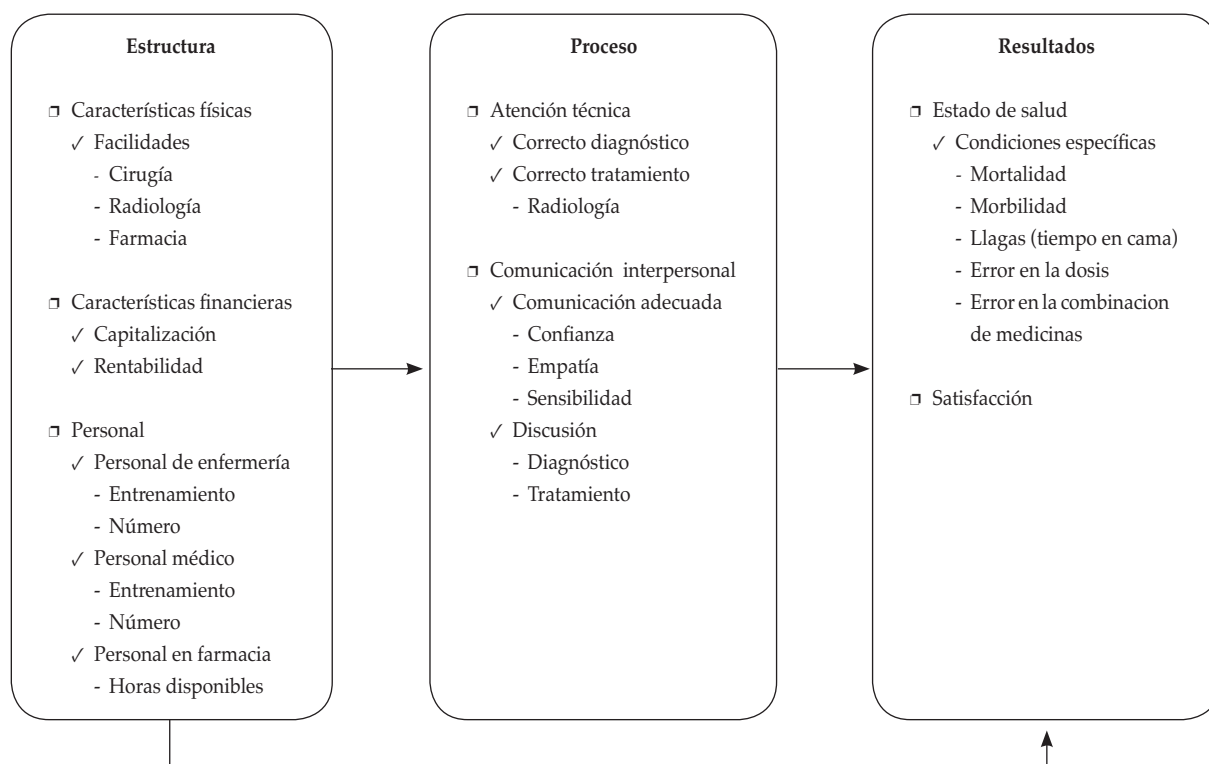 Estructura
❐ Características físicas
✓ Facilidades
- Cirugía
- Radiología
- Farmacia
❐ Características financieras
✓ Capitalización
✓ Rentabilidad
❐ Personal
✓ Personal de enfermería
- Entrenamiento
- Número
✓ Personal médico
- Entrenamiento
- Número
✓ Personal en farmacia
- Horas disponibles
Proceso
❐ Atención técnica
✓ Correcto diagnóstico
✓ Correcto tratamiento
- Radiología
❐ Comunicación interpersonal
✓ Comunicación adecuada
- Confianza
- Empatía
- Sensibilidad
✓ Discusión
- Diagnóstico
- Tratamiento
Resultados
❐ Estado de salud
✓ Condiciones específicas
- Mortalidad
- Morbilidad
- Llagas (tiempo en cama)
- Error en la dosis
- Error en la combinacion
de medicinas
❐ Satisfacción